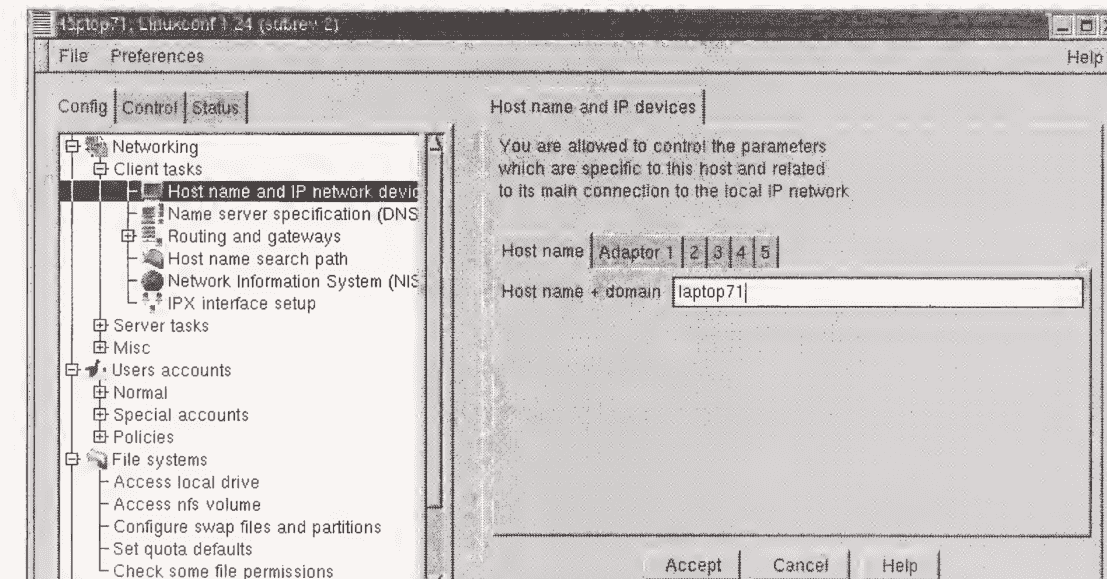 laptop71: Linuxconf 1.24 (subrev 2)
File Preferences Help
Config Control Status
Networking
Client tasks
Host name and IP network devic
Name server specification (DNS
Routing and gateways
Host name search path
Network Information System (NIS
IPX interface setup
Server tasks
Misc
Users accounts
Normal
Special accounts
Policies
File systems
Access local drive
Access nfs volume
Configure swap files and partitions
Set quota defaults
Check some file permissions
Host name and IP devices
You are allowed to control the parameters
which are specific to this host and related
to its main connection to the local IP network
Host name Adaptor 1 2 3 4 5
Host name + domain laptop71
Accept Cancel Help